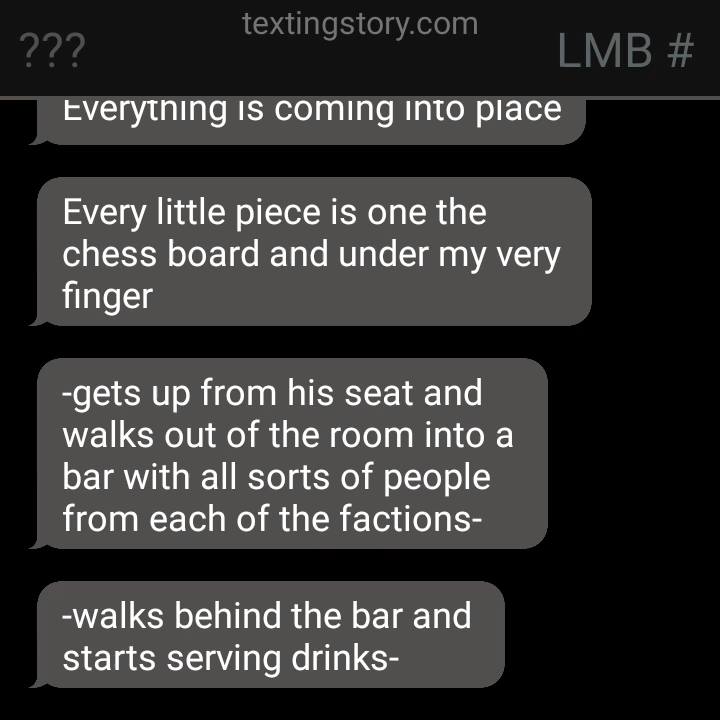 textingstory.com
???
LMB #
Everything is coming into place
Every little piece is one the
chess board and under my very
finger
-gets up from his seat and
walks out of the room into a
bar with all sorts of people
from each of the factions-
-walks behind the bar and
starts serving drinks-